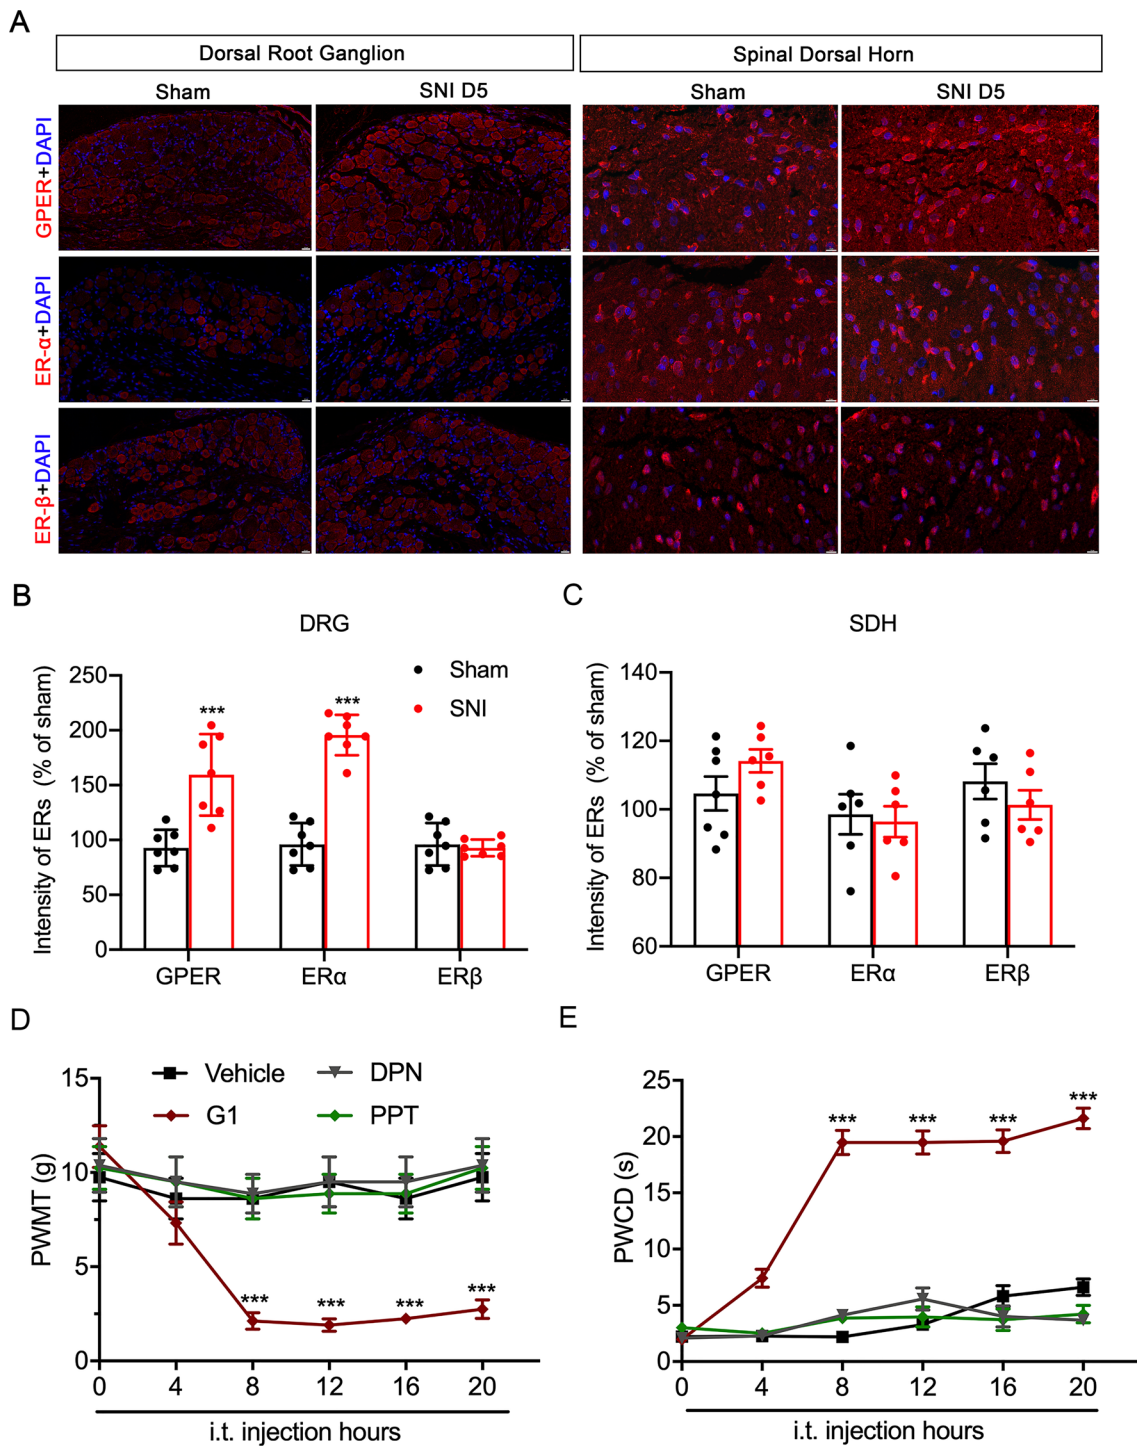 A
Dorsal Root Ganglion
Spinal Dorsal Horn
Sham
SNI D5
Sham
SNI D5
GPER+DAPI
ER-α+DAPI
ER-β+DAPI
B
DRG
Intensity of ERs (% of sham)
250
200
150
100
50
0
Sham
SNI
***
***
GPER
ERα
ERβ
C
SDH
Intensity of ERs (% of sham)
140
120
100
80
60
GPER
ERα
ERβ
D
PWMT (g)
15
10
5
0
Vehicle
DPN
G1
PPT
***
***
***
***
0
4
8
12
16
20
i.t. injection hours
E
PWCD (s)
25
20
15
10
5
0
***
***
***
***
0
4
8
12
16
20
i.t. injection hours